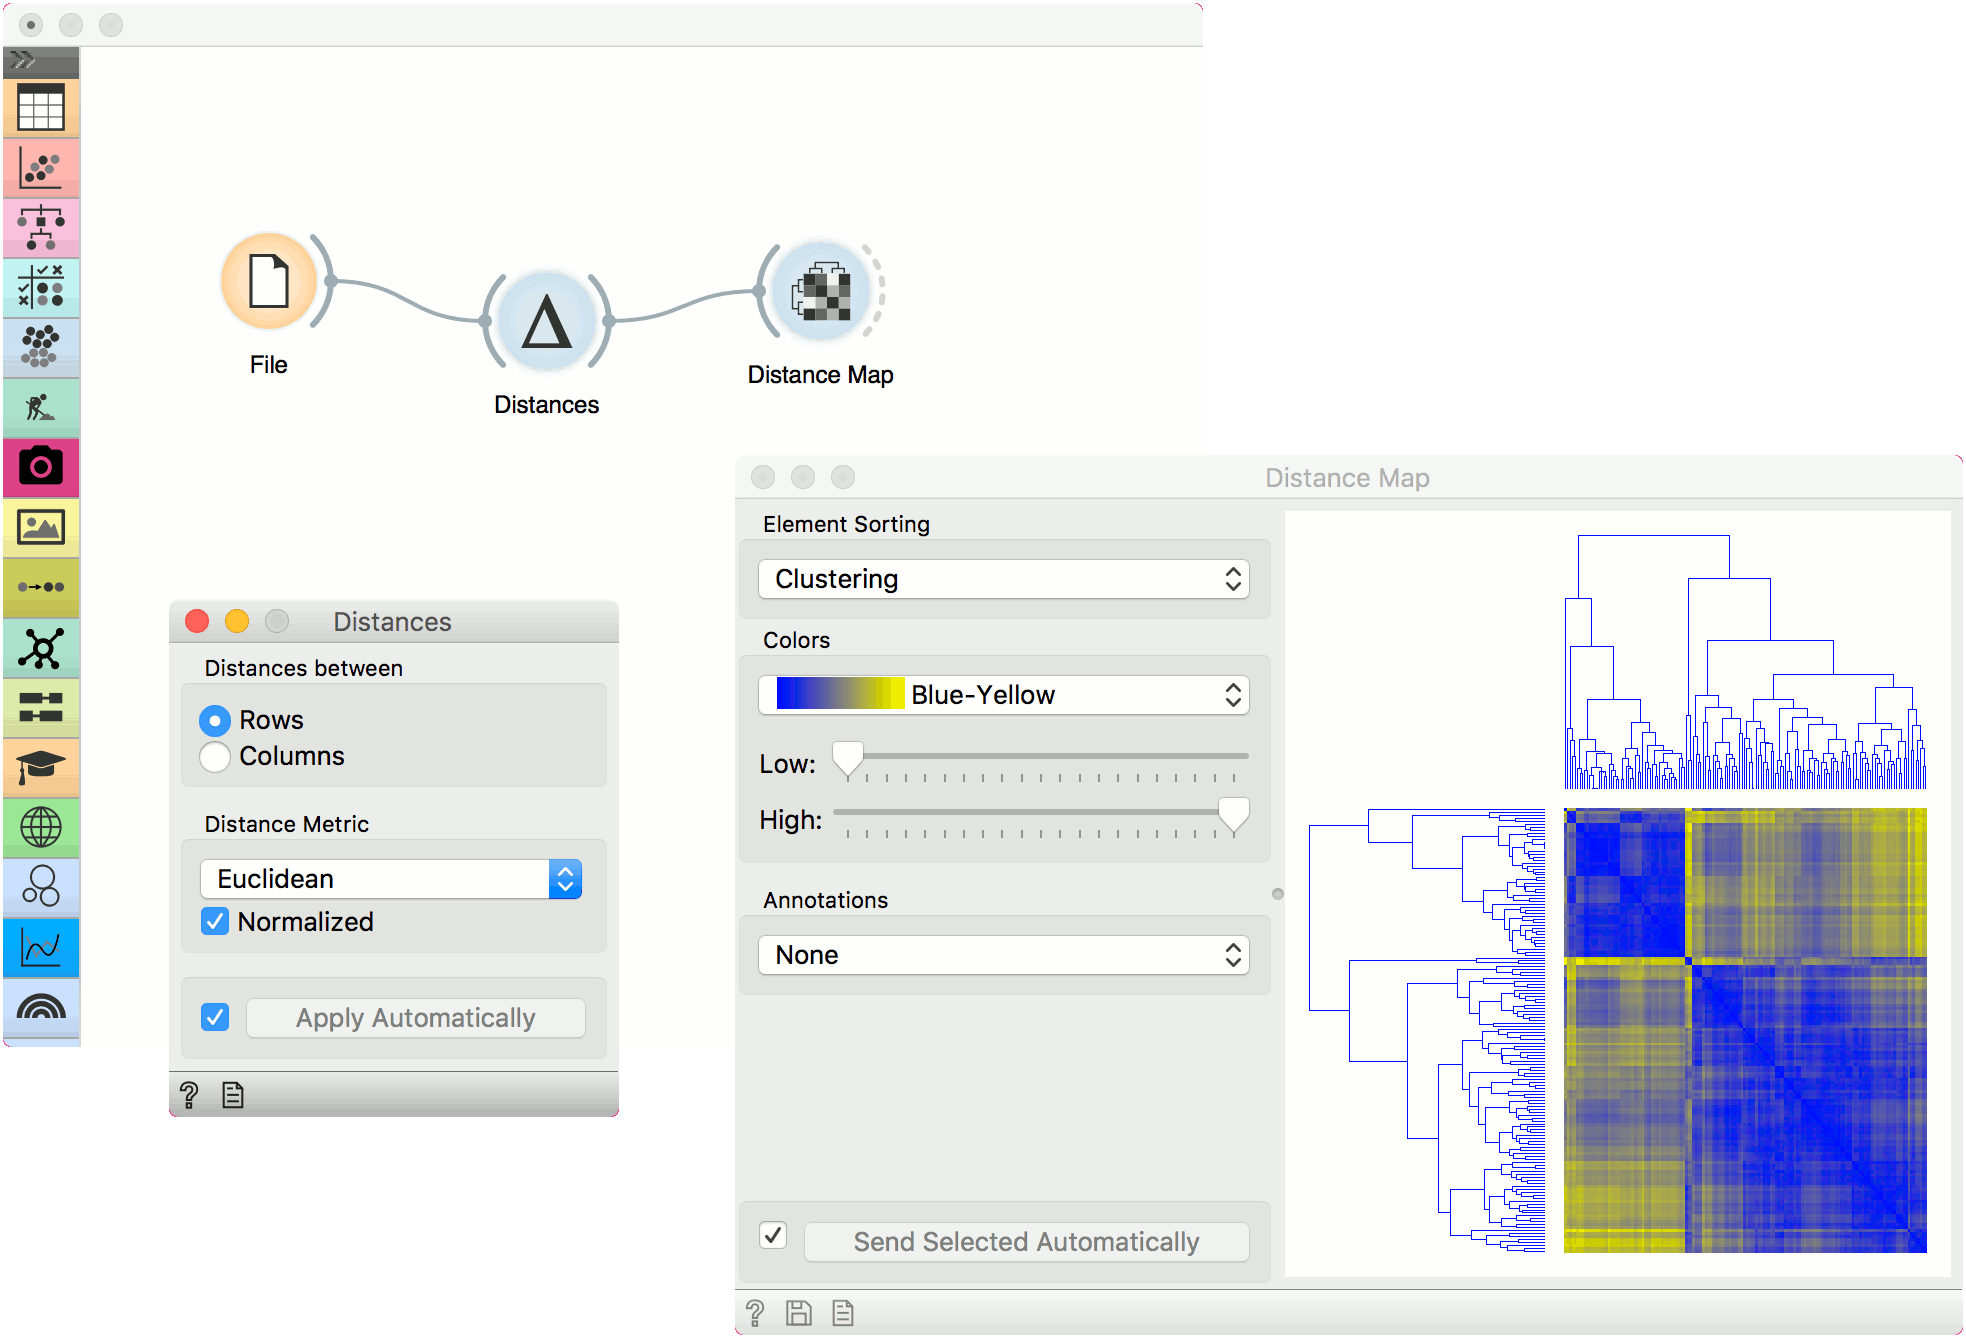 File
Distances
Distance Map
Distances
Distances between
Rows
Columns
Distance Metric
Euclidean
Normalized
Apply Automatically
Distance Map
Element Sorting
Clustering
Colors
Blue-Yellow
Low:
High:
Annotations
None
Send Selected Automatically